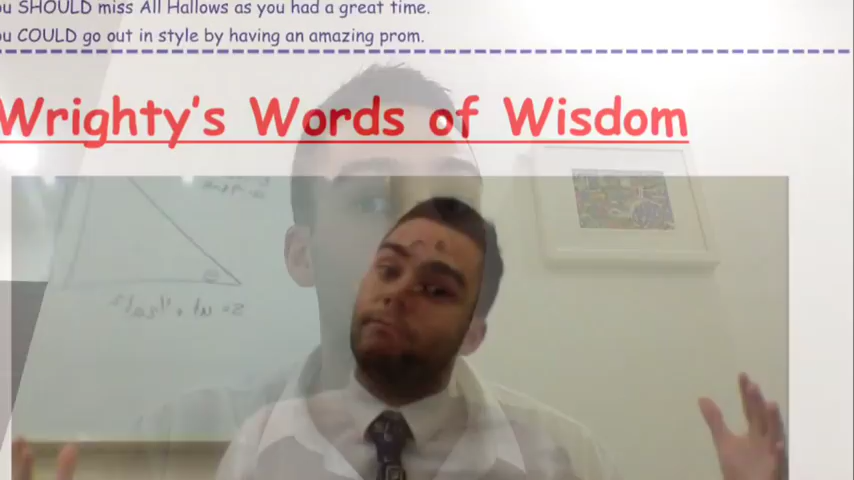 ou SHOULD miss All Hallows as you had a great time.
ou COULD go out in style by having an amazing prom.
Wrighty's Words of Wisdom